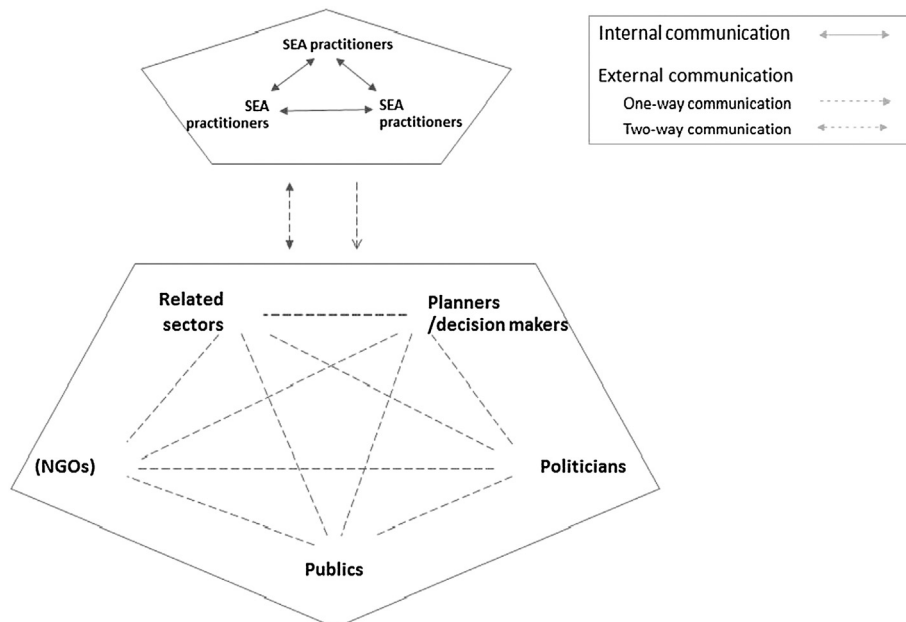 SEA practitioners
SEA
practitioners
SEA
practitioners
Internal communication
External communication
One-way communication
Two-way communication
Related
sectors
Planners
/decision makers
(NGOs)
Politicians
Publics